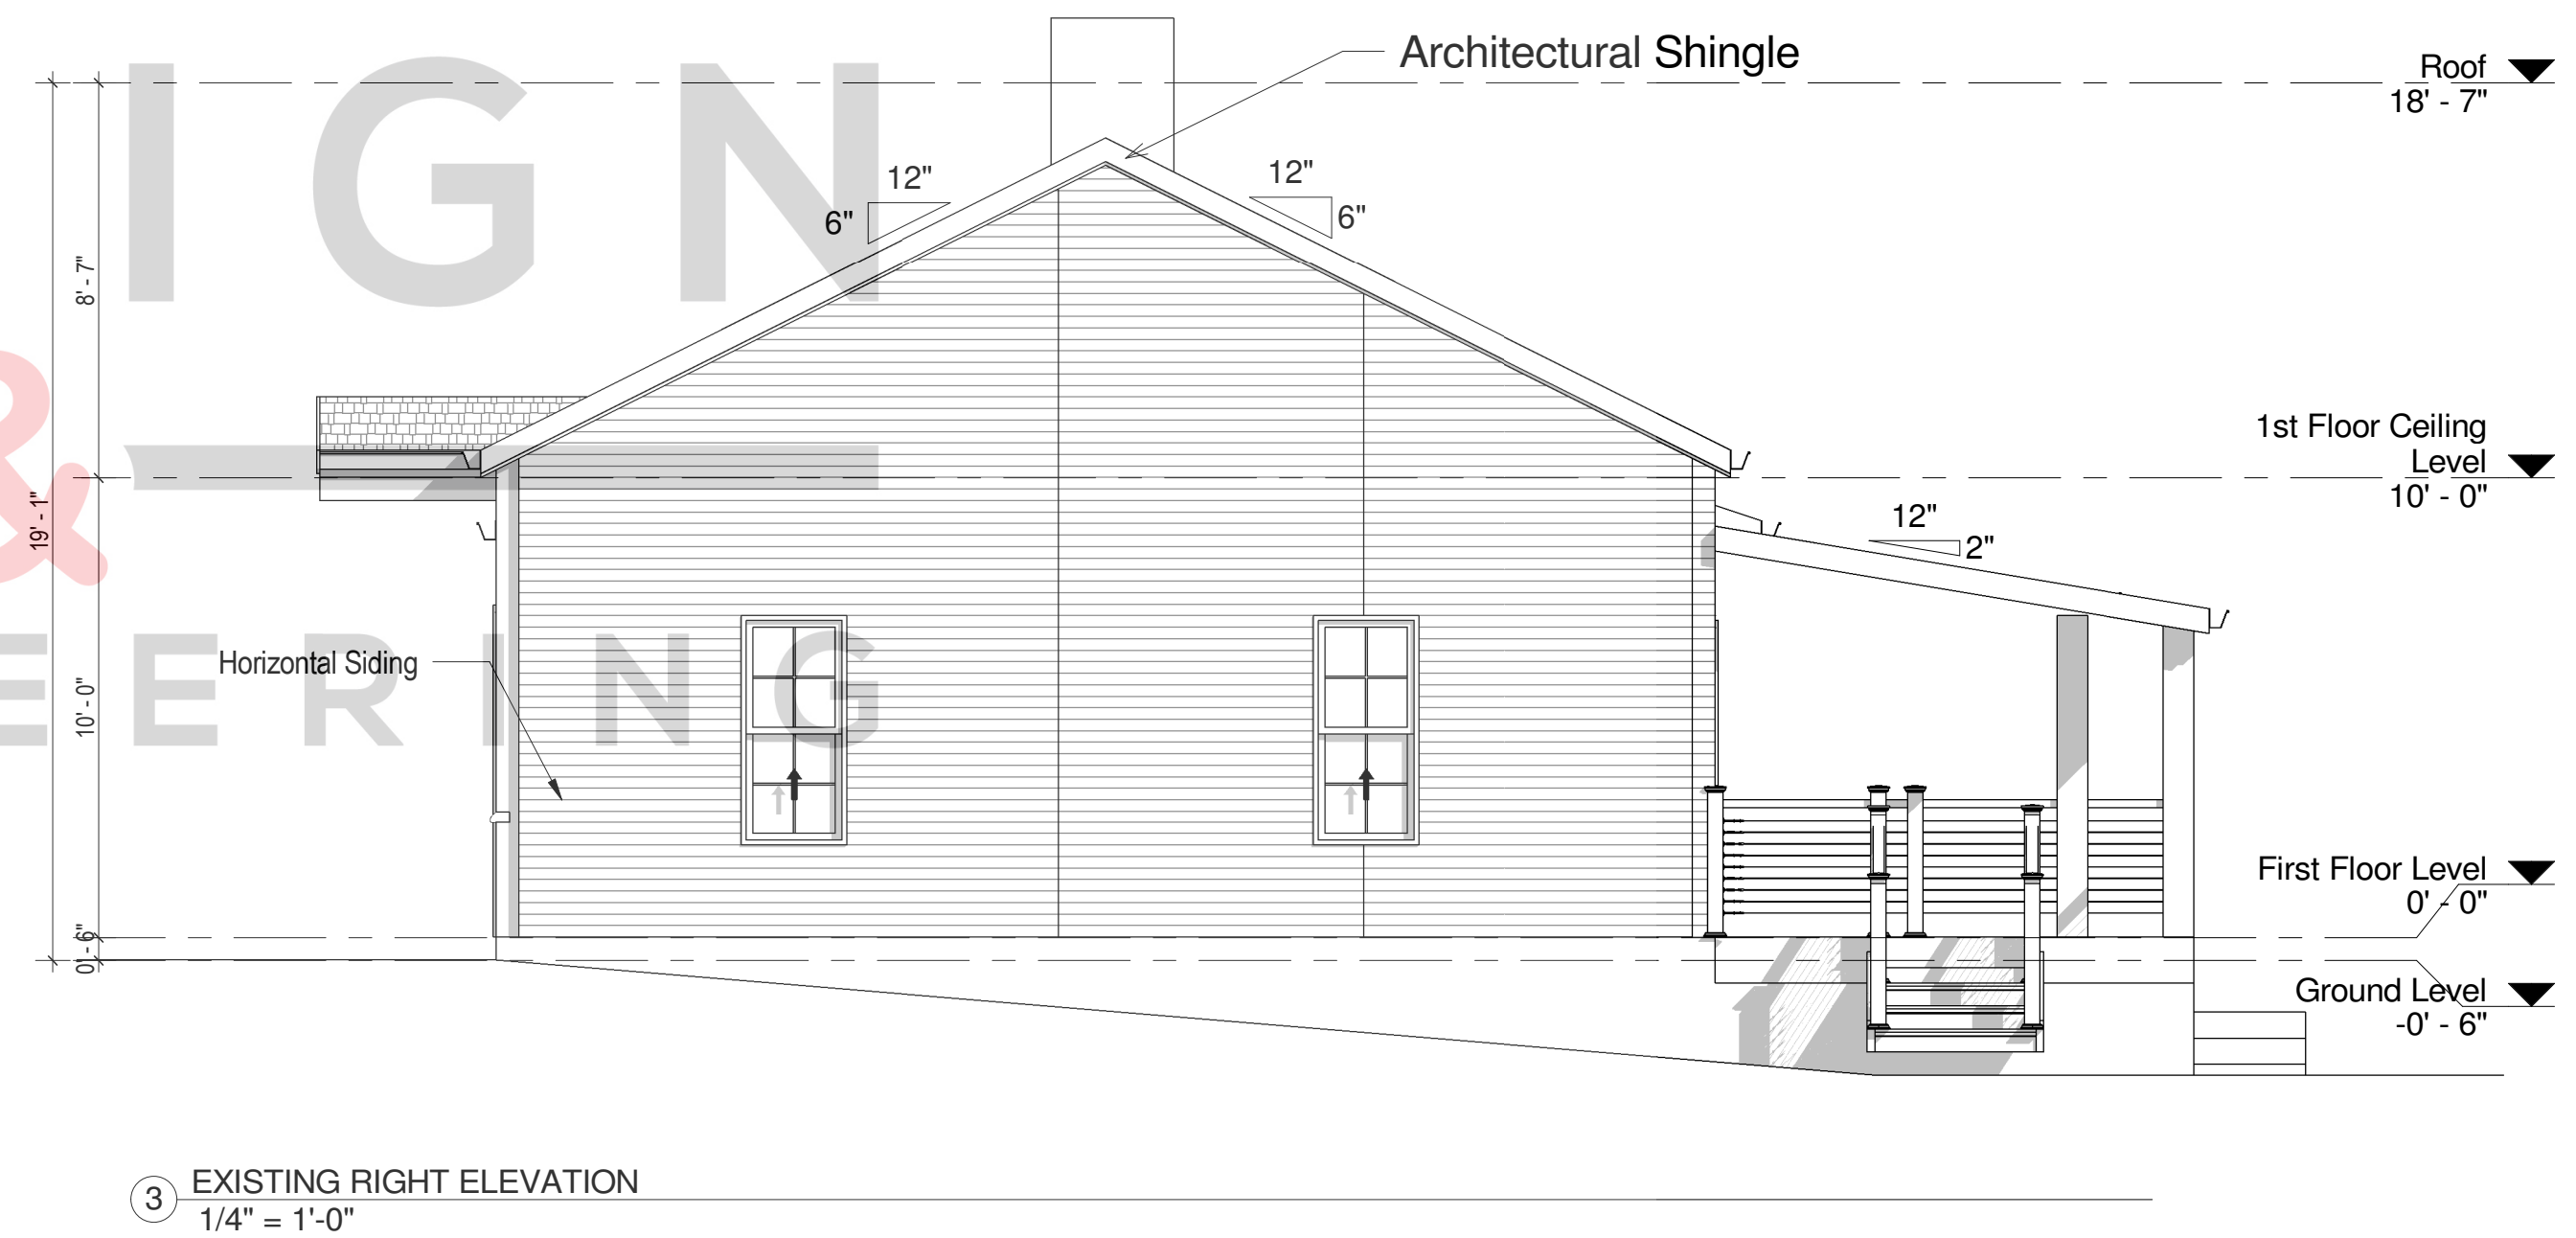 IGN
&
EERING
Architectural Shingle
Roof
18' - 7"
12"
6"
12"
6"
8' - 7"
1st Floor Ceiling
Level
10' - 0"
19' - 1"
12"
2"
Horizontal Siding
10' - 0"
First Floor Level
0' - 0"
0' - 6"
Ground Level
-0' - 6"
3
EXISTING RIGHT ELEVATION
1/4" = 1'-0"